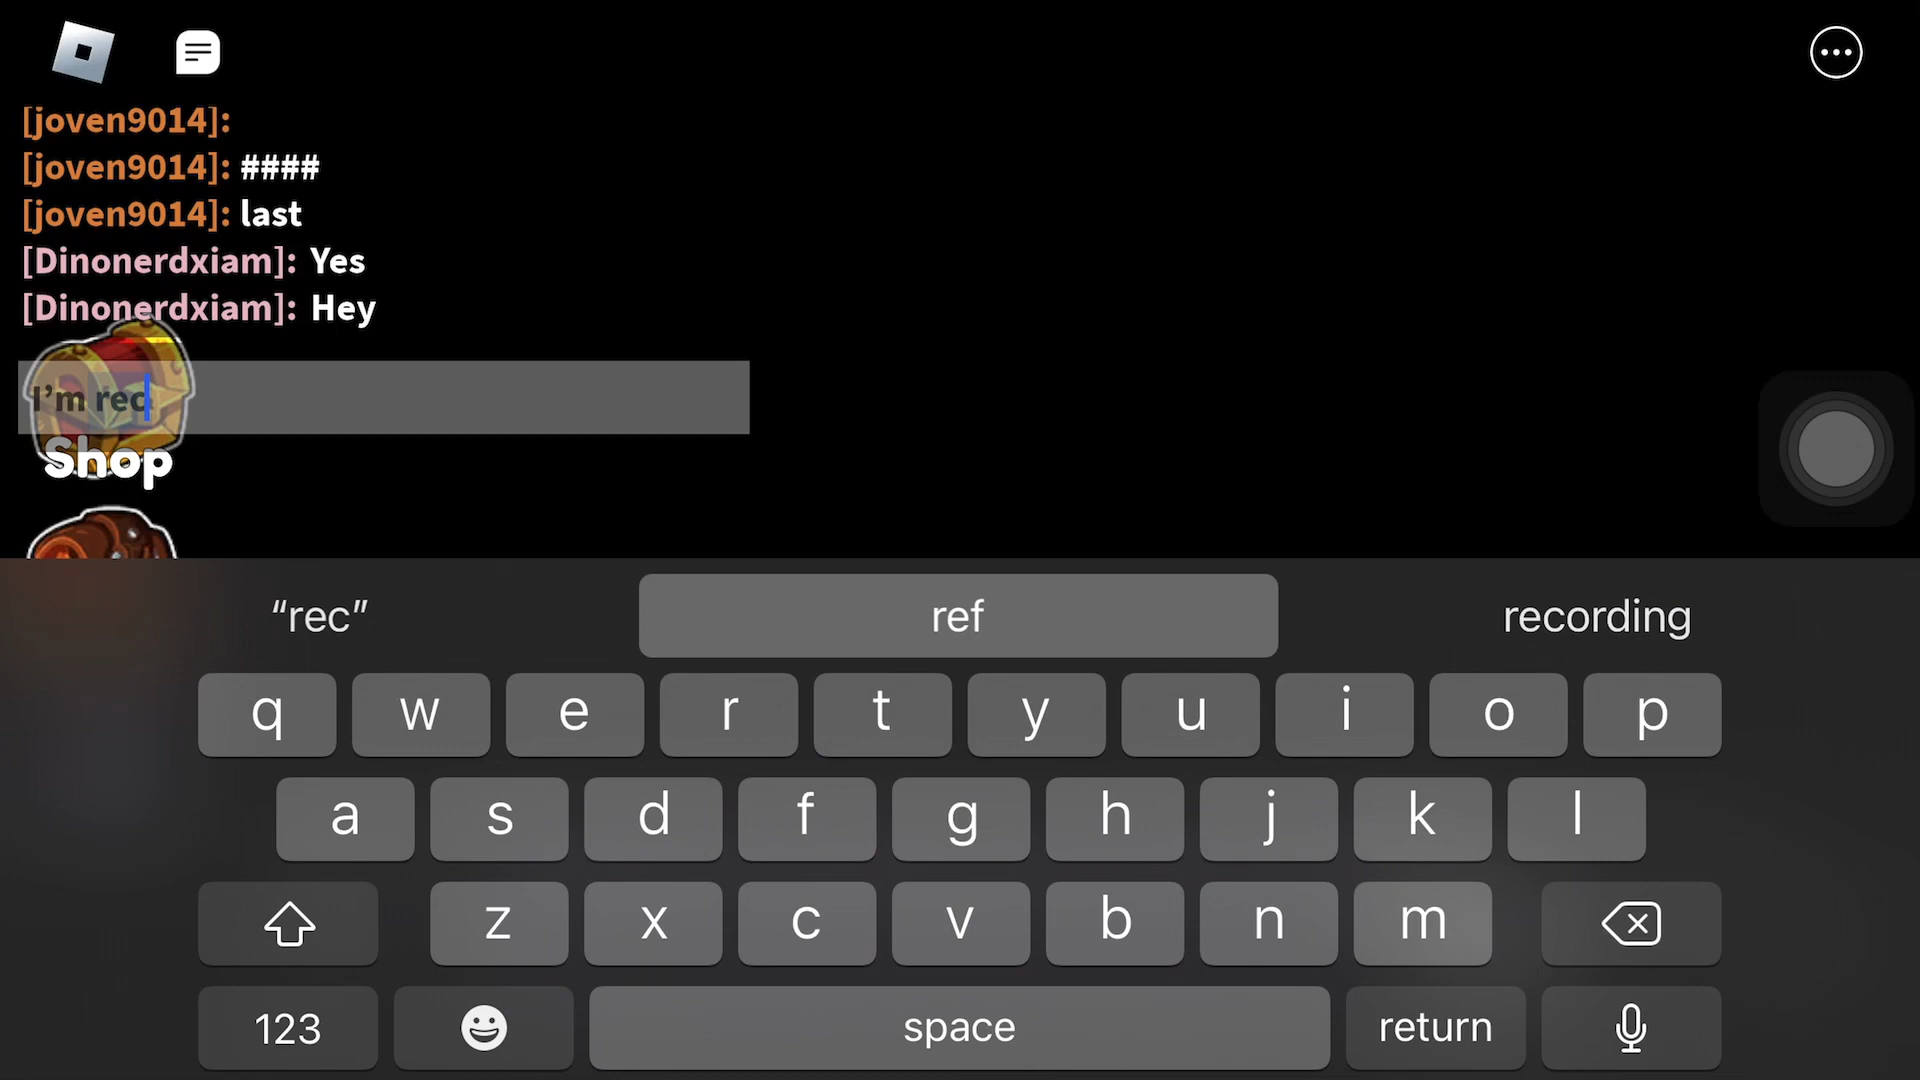 [joven9014]:
[joven9014]: ####
[joven9014]: last
[Dinonerdxiam]: Yes
[Dinonerdxiam]: Hey
I’m rec
Shop
“rec” ref recording
q w e r t y u i o p
a s d f g h j k l
z x c v b n m
123 space return